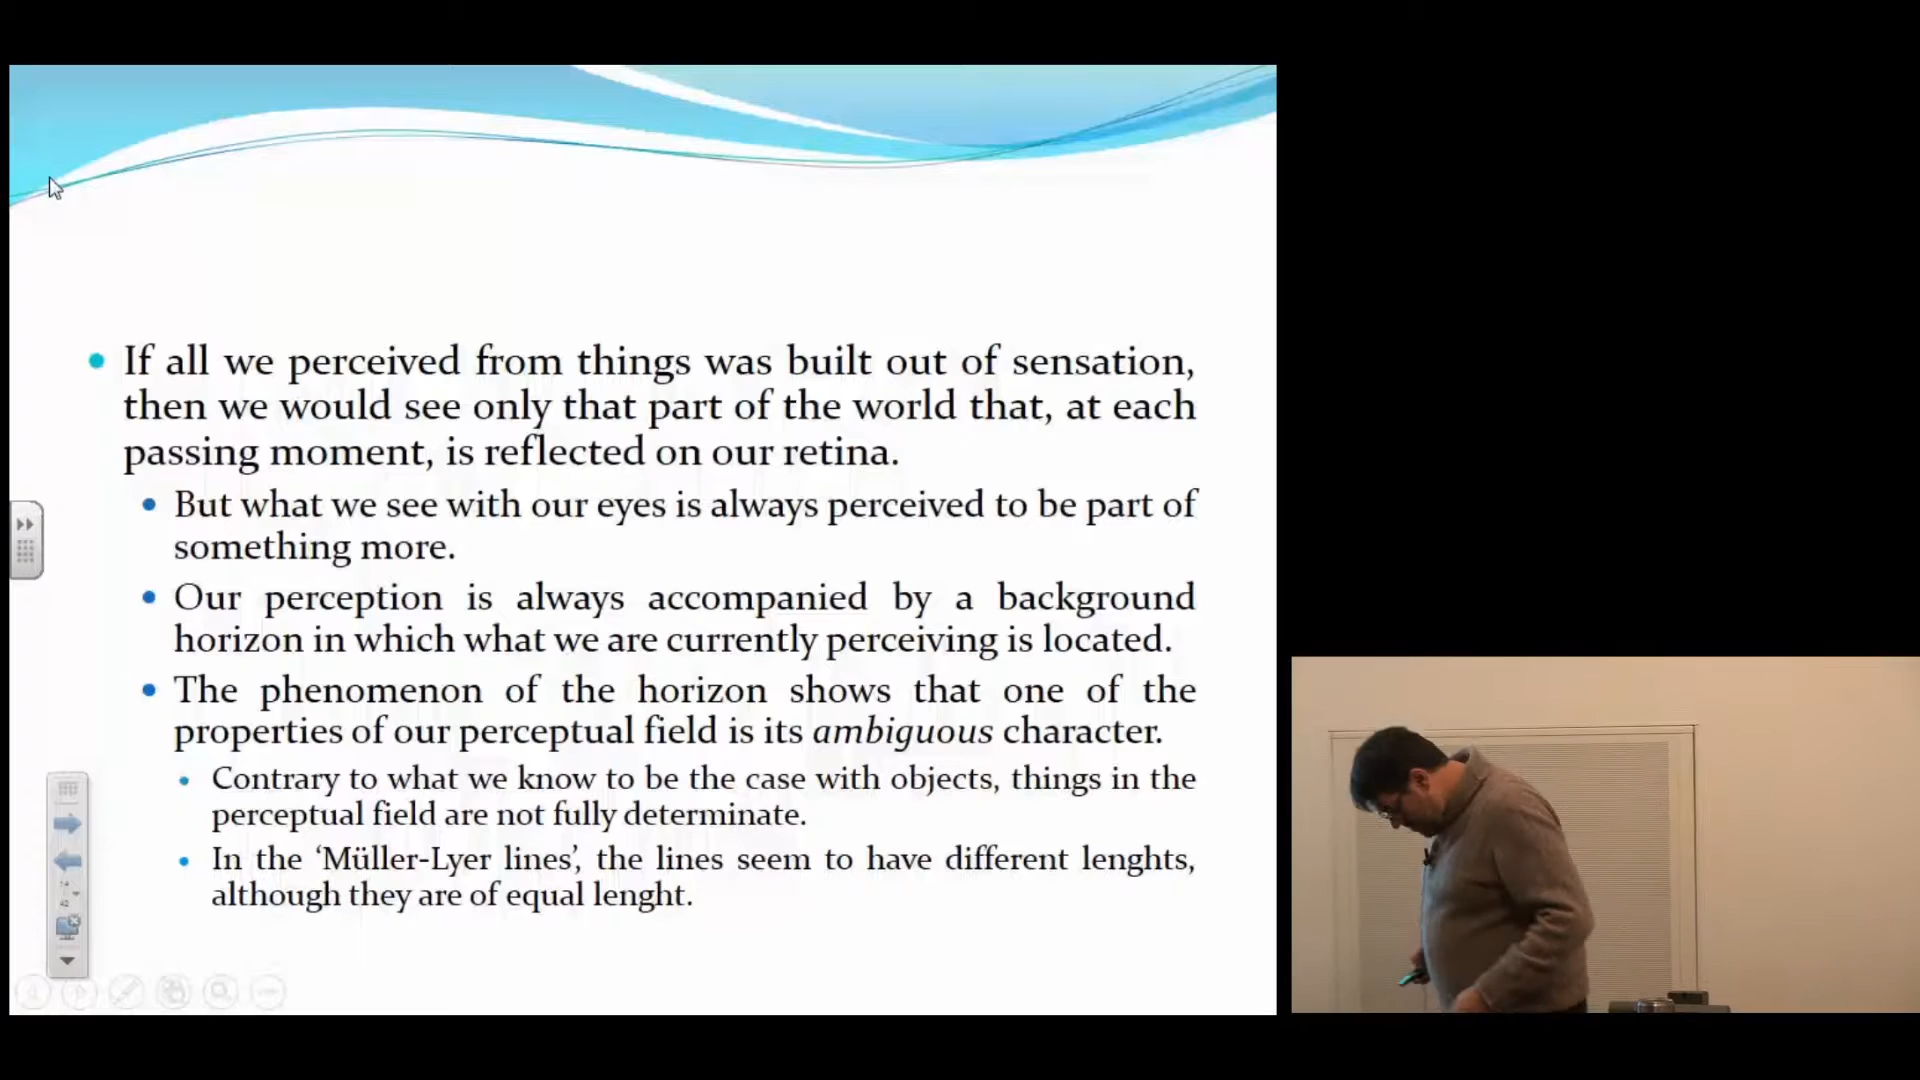 If all we perceived from things was built out of sensation,
then we would see only that part of the world that, at each
passing moment, is reflected on our retina.
But what we see with our eyes is always perceived to be part of
something more.
Our perception is always accompanied by a background
horizon in which what we are currently perceiving is located.
The phenomenon of the horizon shows that one of the
properties of our perceptual field is its ambiguous character.
Contrary to what we know to be the case with objects, things in the
perceptual field are not fully determinate.
In the ‘Müller-Lyer lines’, the lines seem to have different lenghts,
although they are of equal lenght.
14
42